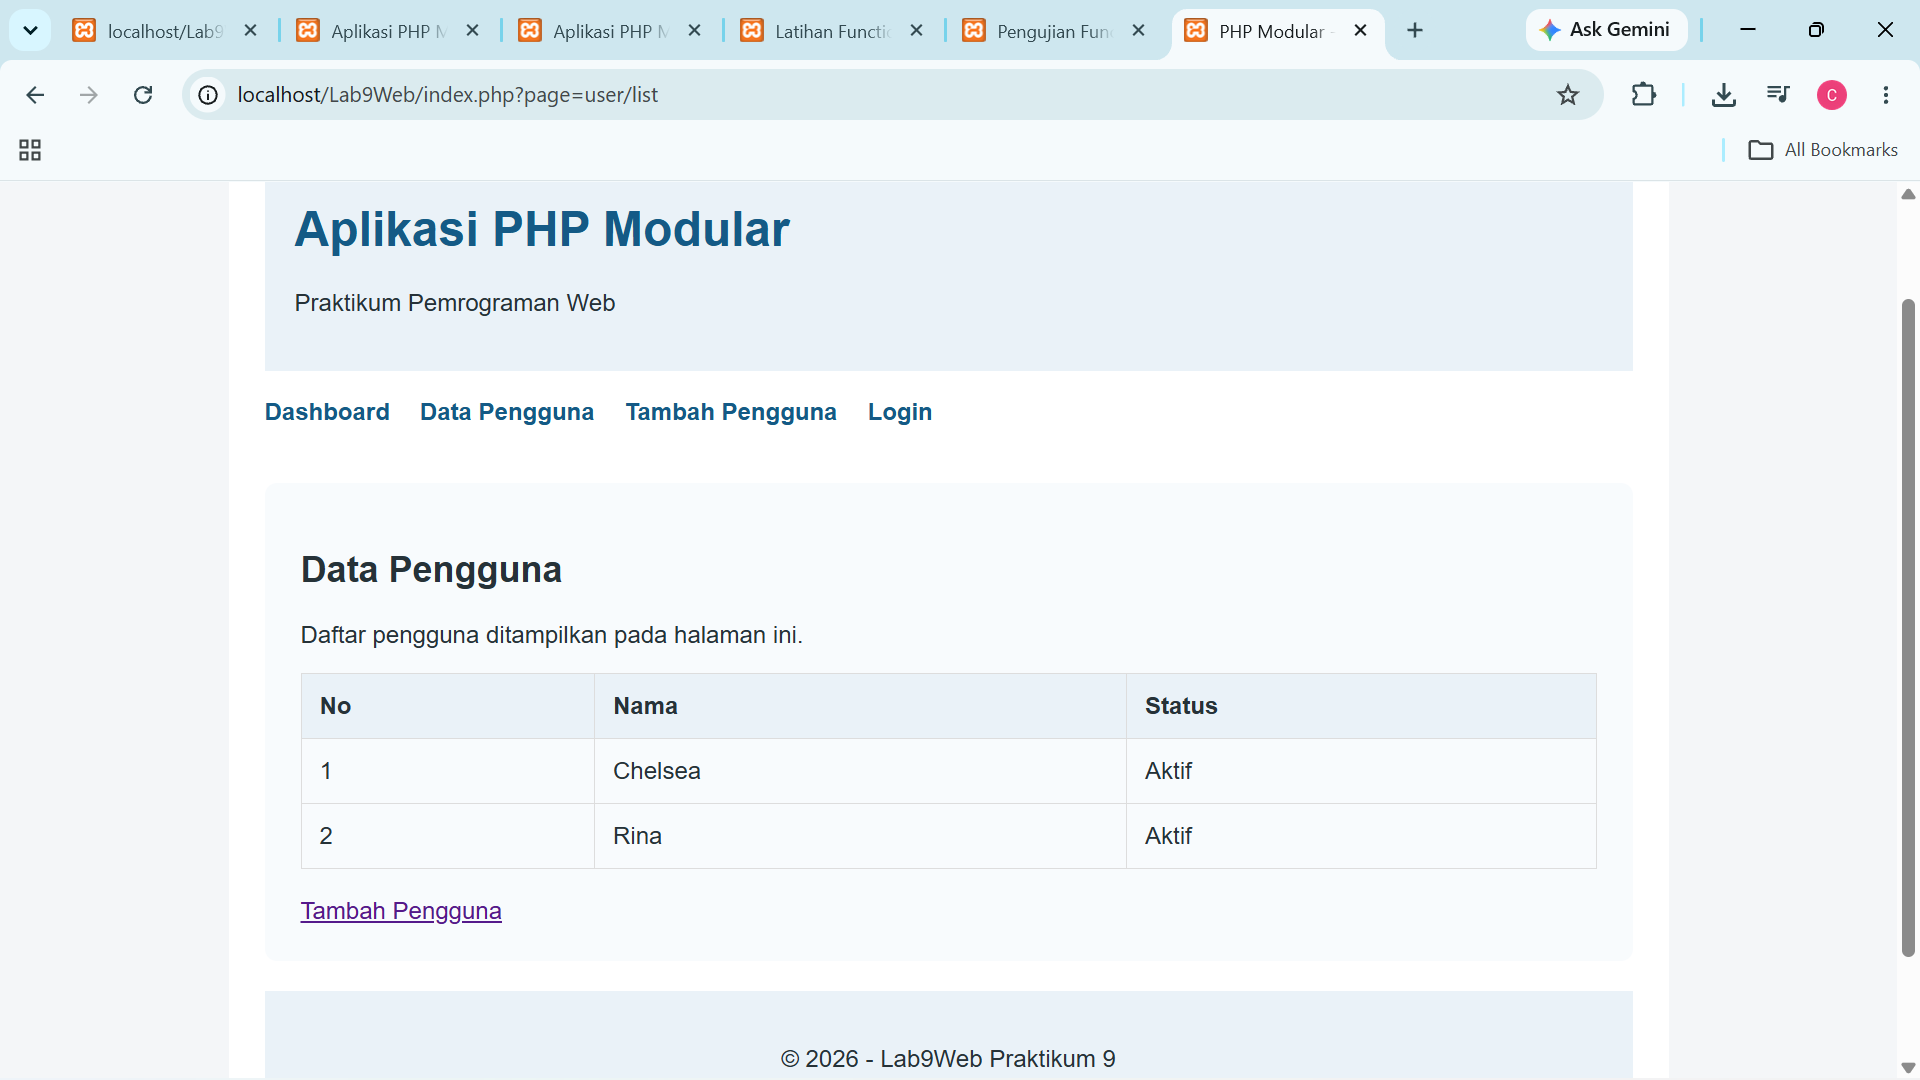 localhost/Lab9
Aplikasi PHP M
Aplikasi PHP M
Latihan Functio
Pengujian Fun
PHP Modular -
Ask Gemini
localhost/Lab9Web/index.php?page=user/list
C
All Bookmarks
Aplikasi PHP Modular
Praktikum Pemrograman Web
Dashboard Data Pengguna Tambah Pengguna Login
Data Pengguna
Daftar pengguna ditampilkan pada halaman ini.
No Nama Status
1 Chelsea Aktif
2 Rina Aktif
Tambah Pengguna
© 2026 - Lab9Web Praktikum 9